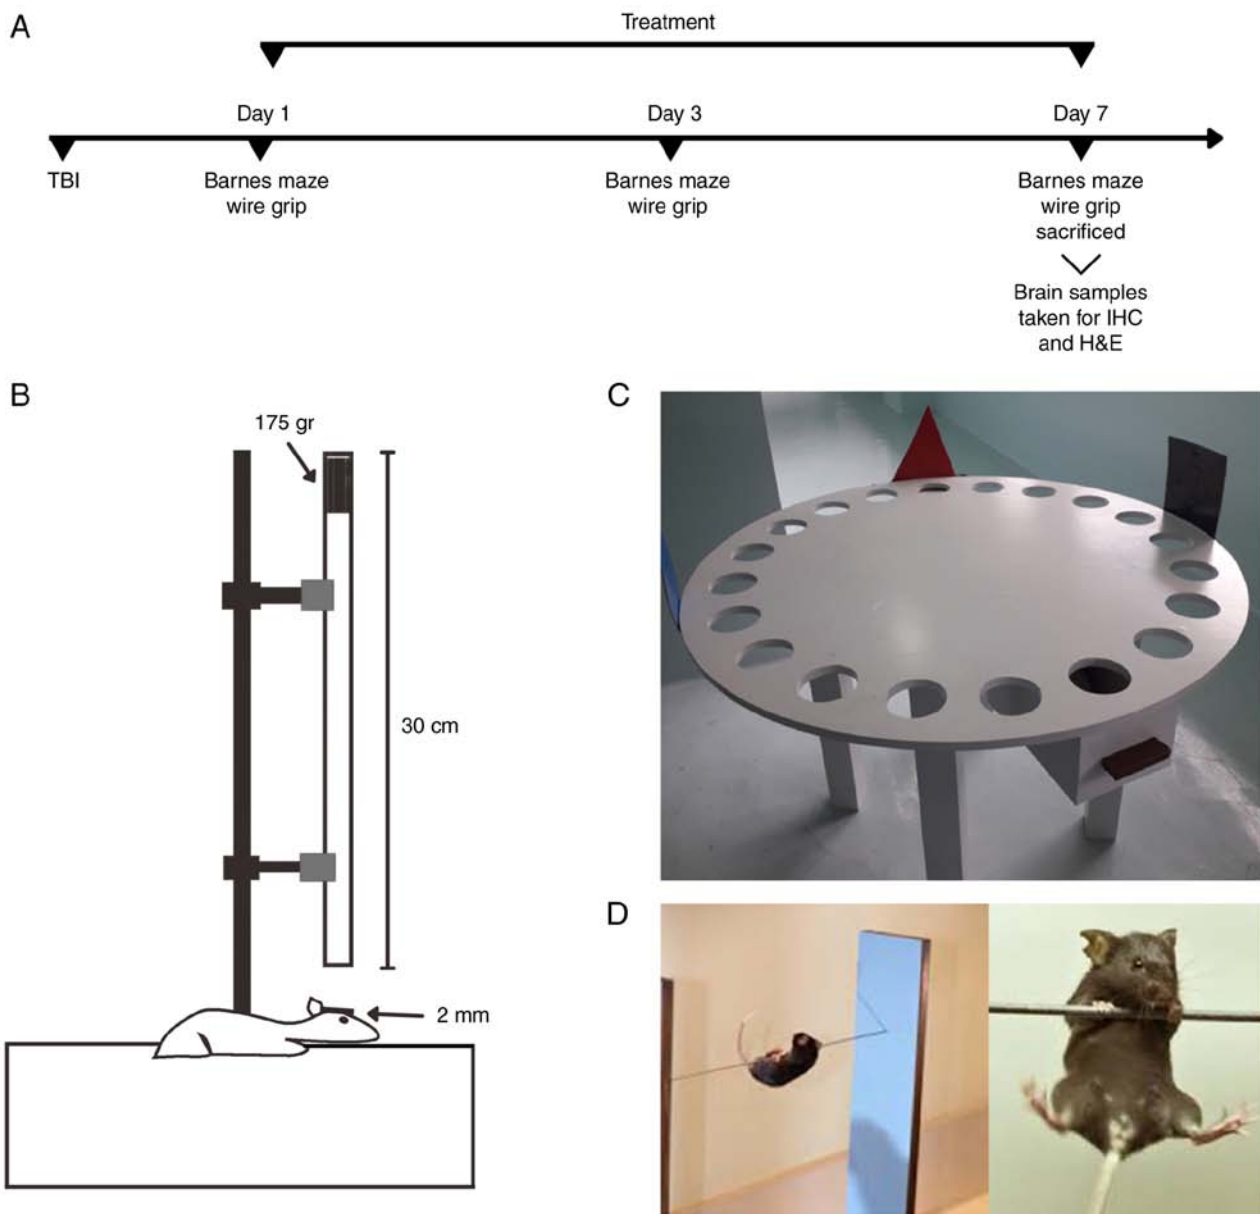 A
Treatment
Day 1
Day 3
Day 7
TBI
Barnes maze
wire grip
Barnes maze
wire grip
Barnes maze
wire grip
sacrificed
Brain samples
taken for IHC
and H&E
B
175 gr
30 cm
2 mm
C
D